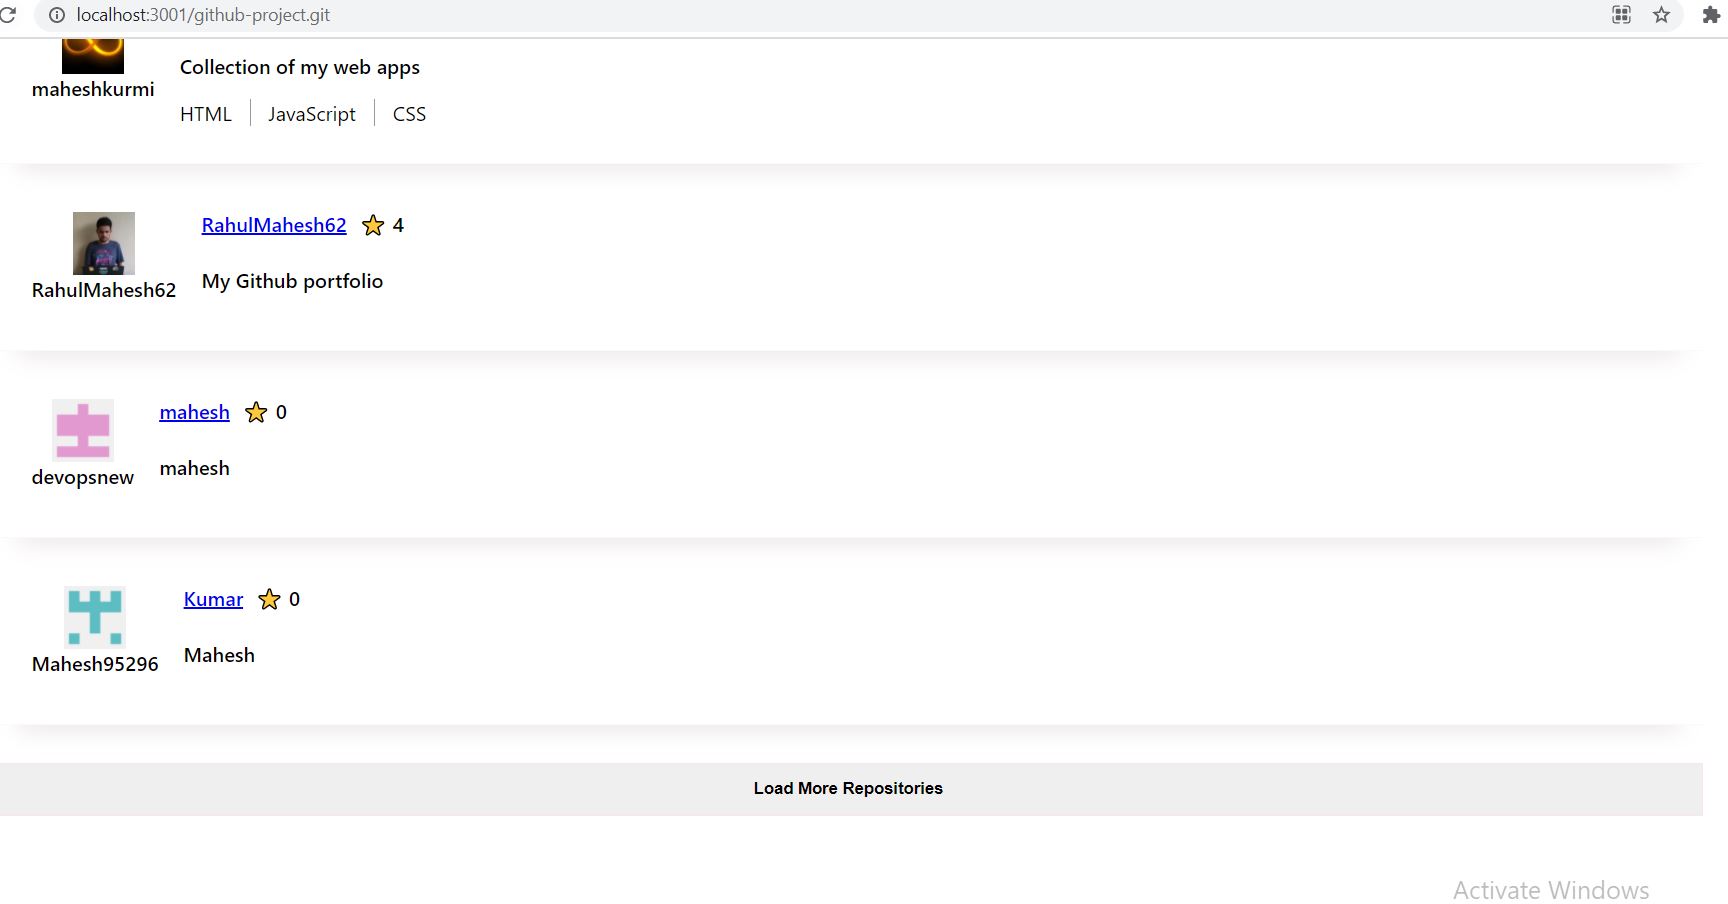 localhost:3001/github-project.git
maheshkurmi
Collection of my web apps
HTML JavaScript CSS
RahulMahesh62
RahulMahesh62 4
My Github portfolio
devopsnew
mahesh 0
mahesh
Mahesh95296
Kumar 0
Mahesh
Load More Repositories
Activate Windows